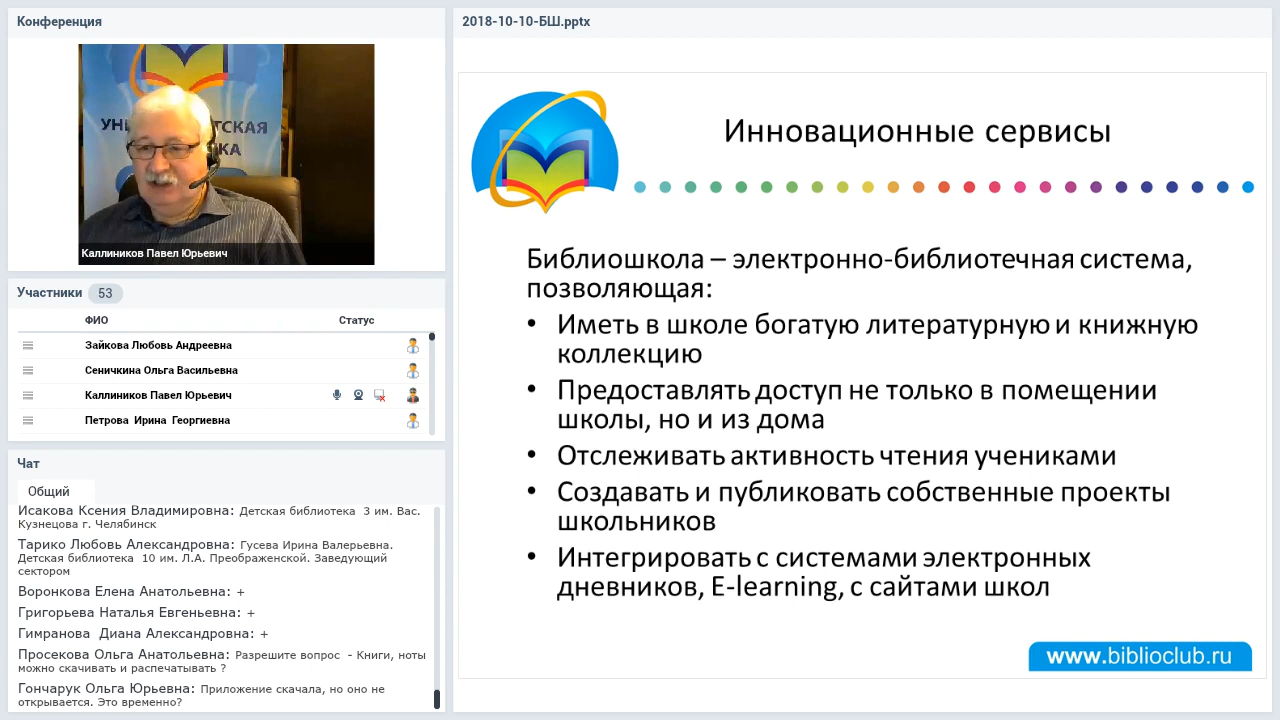 Конференция
УН
ТСКАЯ
КА
Каллиников Павел Юрьевич
Участники 53
ФИО Статус
Зайкова Любовь Андреевна
Сеничкина Ольга Васильевна
Каллиников Павел Юрьевич
Петрова Ирина Георгиевна
Чат
Общий
Исакова Ксения Владимировна: Детская библиотека 3 им. Вас.
Кузнецова г. Челябинск
Тарико Любовь Александровна: Гусева Ирина Валерьевна.
Детская библиотека 10 им. Л.А. Преображенской. Заведующий
сектором
Воронкова Елена Анатольевна: +
Григорьева Наталья Евгеньевна: +
Гимранова Диана Александровна: +
Просекова Ольга Анатольевна: Разрешите вопрос - Книги, ноты
можно скачивать и распечатывать ?
Гончарук Ольга Юрьевна: Приложение скачала, но оно не
открывается. Это временно?
2018-10-10-БШ.pptx
Инновационные сервисы
Библиошкола – электронно-библиотечная система,
позволяющая:
• Иметь в школе богатую литературную и книжную
коллекцию
• Предоставлять доступ не только в помещении
школы, но и из дома
• Отслеживать активность чтения учениками
• Создавать и публиковать собственные проекты
школьников
• Интегрировать с системами электронных
дневников, E-learning, с сайтами школ
www.biblioclub.ru